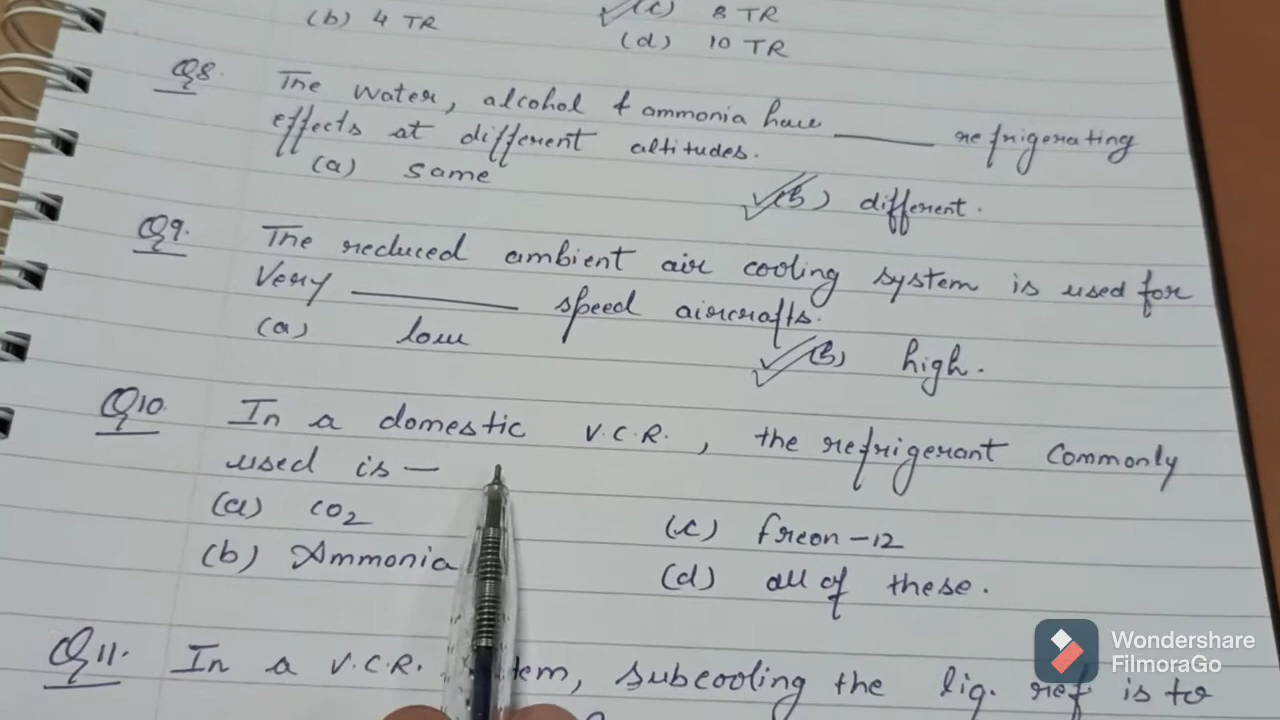 (b) 4 TR
(c) 8 TR
(d) 10 TR
Q8. The water, alcohol & ammonia have ______ refrigerating
effects at different altitudes.
(a) same
(b) different.
Q9. The reduced ambient air cooling system is used for
very ______ speed aircrafts.
(a) low
(b) high.
Q10. In a domestic V.C.R., the refrigerant commonly
used is —
(a) CO2
(b) Ammonia
(c) freon -12
(d) all of these.
Q11. In a V.C.R. tem, subcooling the liq. ref is to
Wondershare
FilmoraGo